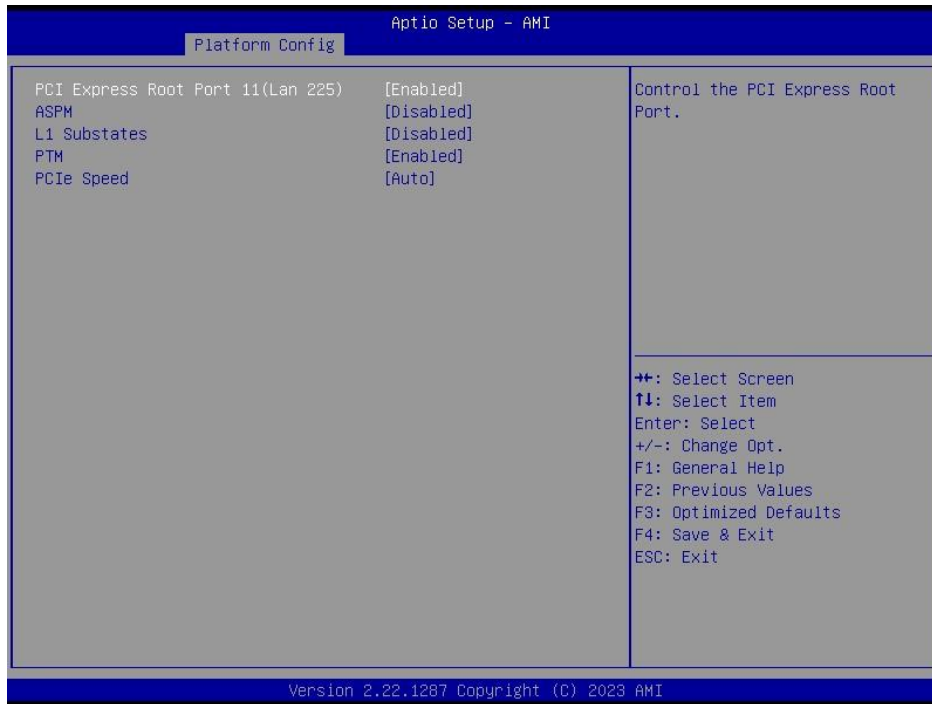 Aptio Setup – AMI
Platform Config
PCI Express Root Port 11(Lan 225) [Enabled]
ASPM [Disabled]
L1 Substates [Disabled]
PTM [Enabled]
PCIe Speed [Auto]
Control the PCI Express Root
Port.
→←: Select Screen
↑↓: Select Item
Enter: Select
+/-: Change Opt.
F1: General Help
F2: Previous Values
F3: Optimized Defaults
F4: Save & Exit
ESC: Exit
Version 2.22.1287 Copyright (C) 2023 AMI